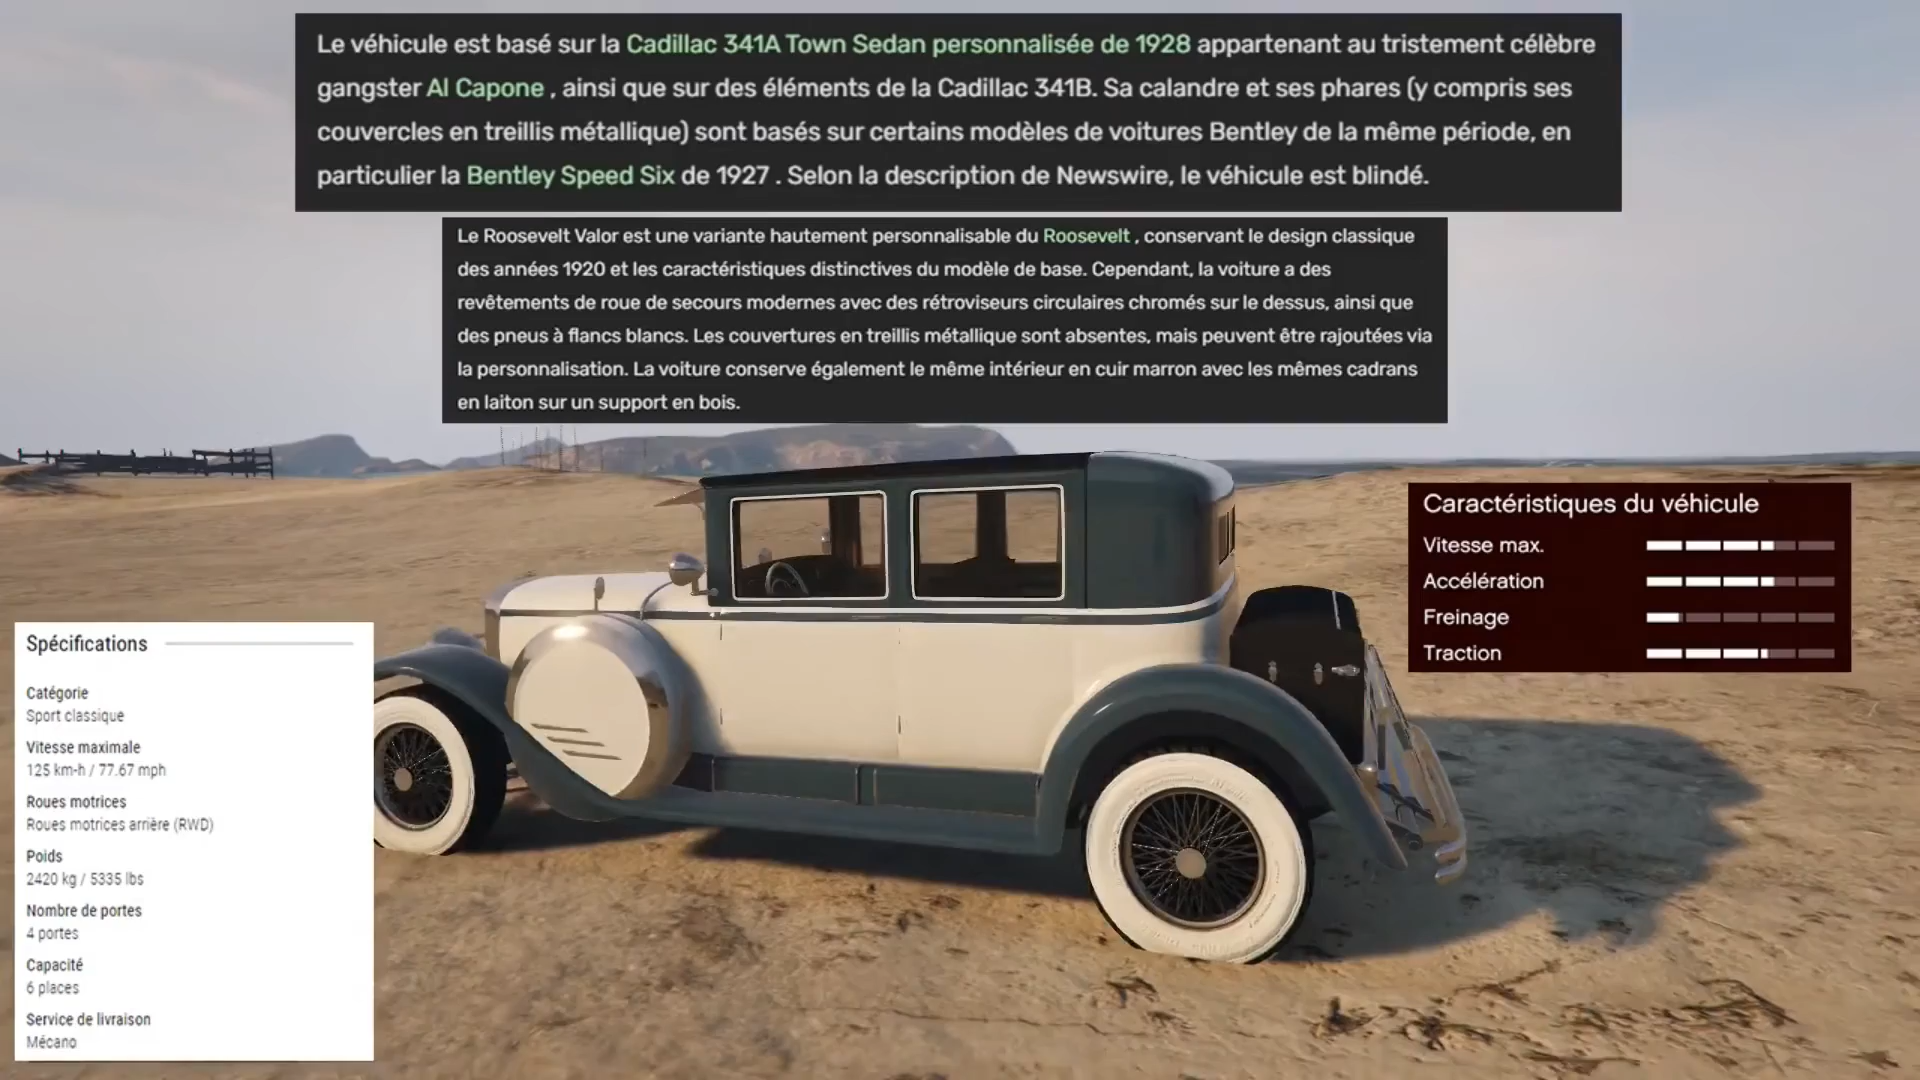 Le véhicule est basé sur la Cadillac 341A Town Sedan personnalisée de 1928 appartenant au tristement célèbre
gangster Al Capone , ainsi que sur des éléments de la Cadillac 341B. Sa calandre et ses phares (y compris ses
couvercles en treillis métallique) sont basés sur certains modèles de voitures Bentley de la même période, en
particulier la Bentley Speed Six de 1927 . Selon la description de Newswire, le véhicule est blindé.
Le Roosevelt Valor est une variante hautement personnalisable du Roosevelt , conservant le design classique
des années 1920 et les caractéristiques distinctives du modèle de base. Cependant, la voiture a des
revêtements de roue de secours modernes avec des rétroviseurs circulaires chromés sur le dessus, ainsi que
des pneus à flancs blancs. Les couvertures en treillis métallique sont absentes, mais peuvent être rajoutées via
la personnalisation. La voiture conserve également le même intérieur en cuir marron avec les mêmes cadrans
en laiton sur un support en bois.
Caractéristiques du véhicule
Vitesse max.
Accélération
Freinage
Traction
Spécifications
Catégorie
Sport classique
Vitesse maximale
125 km-h / 77.67 mph
Roues motrices
Roues motrices arrière (RWD)
Poids
2420 kg / 5335 lbs
Nombre de portes
4 portes
Capacité
6 places
Service de livraison
Mécano